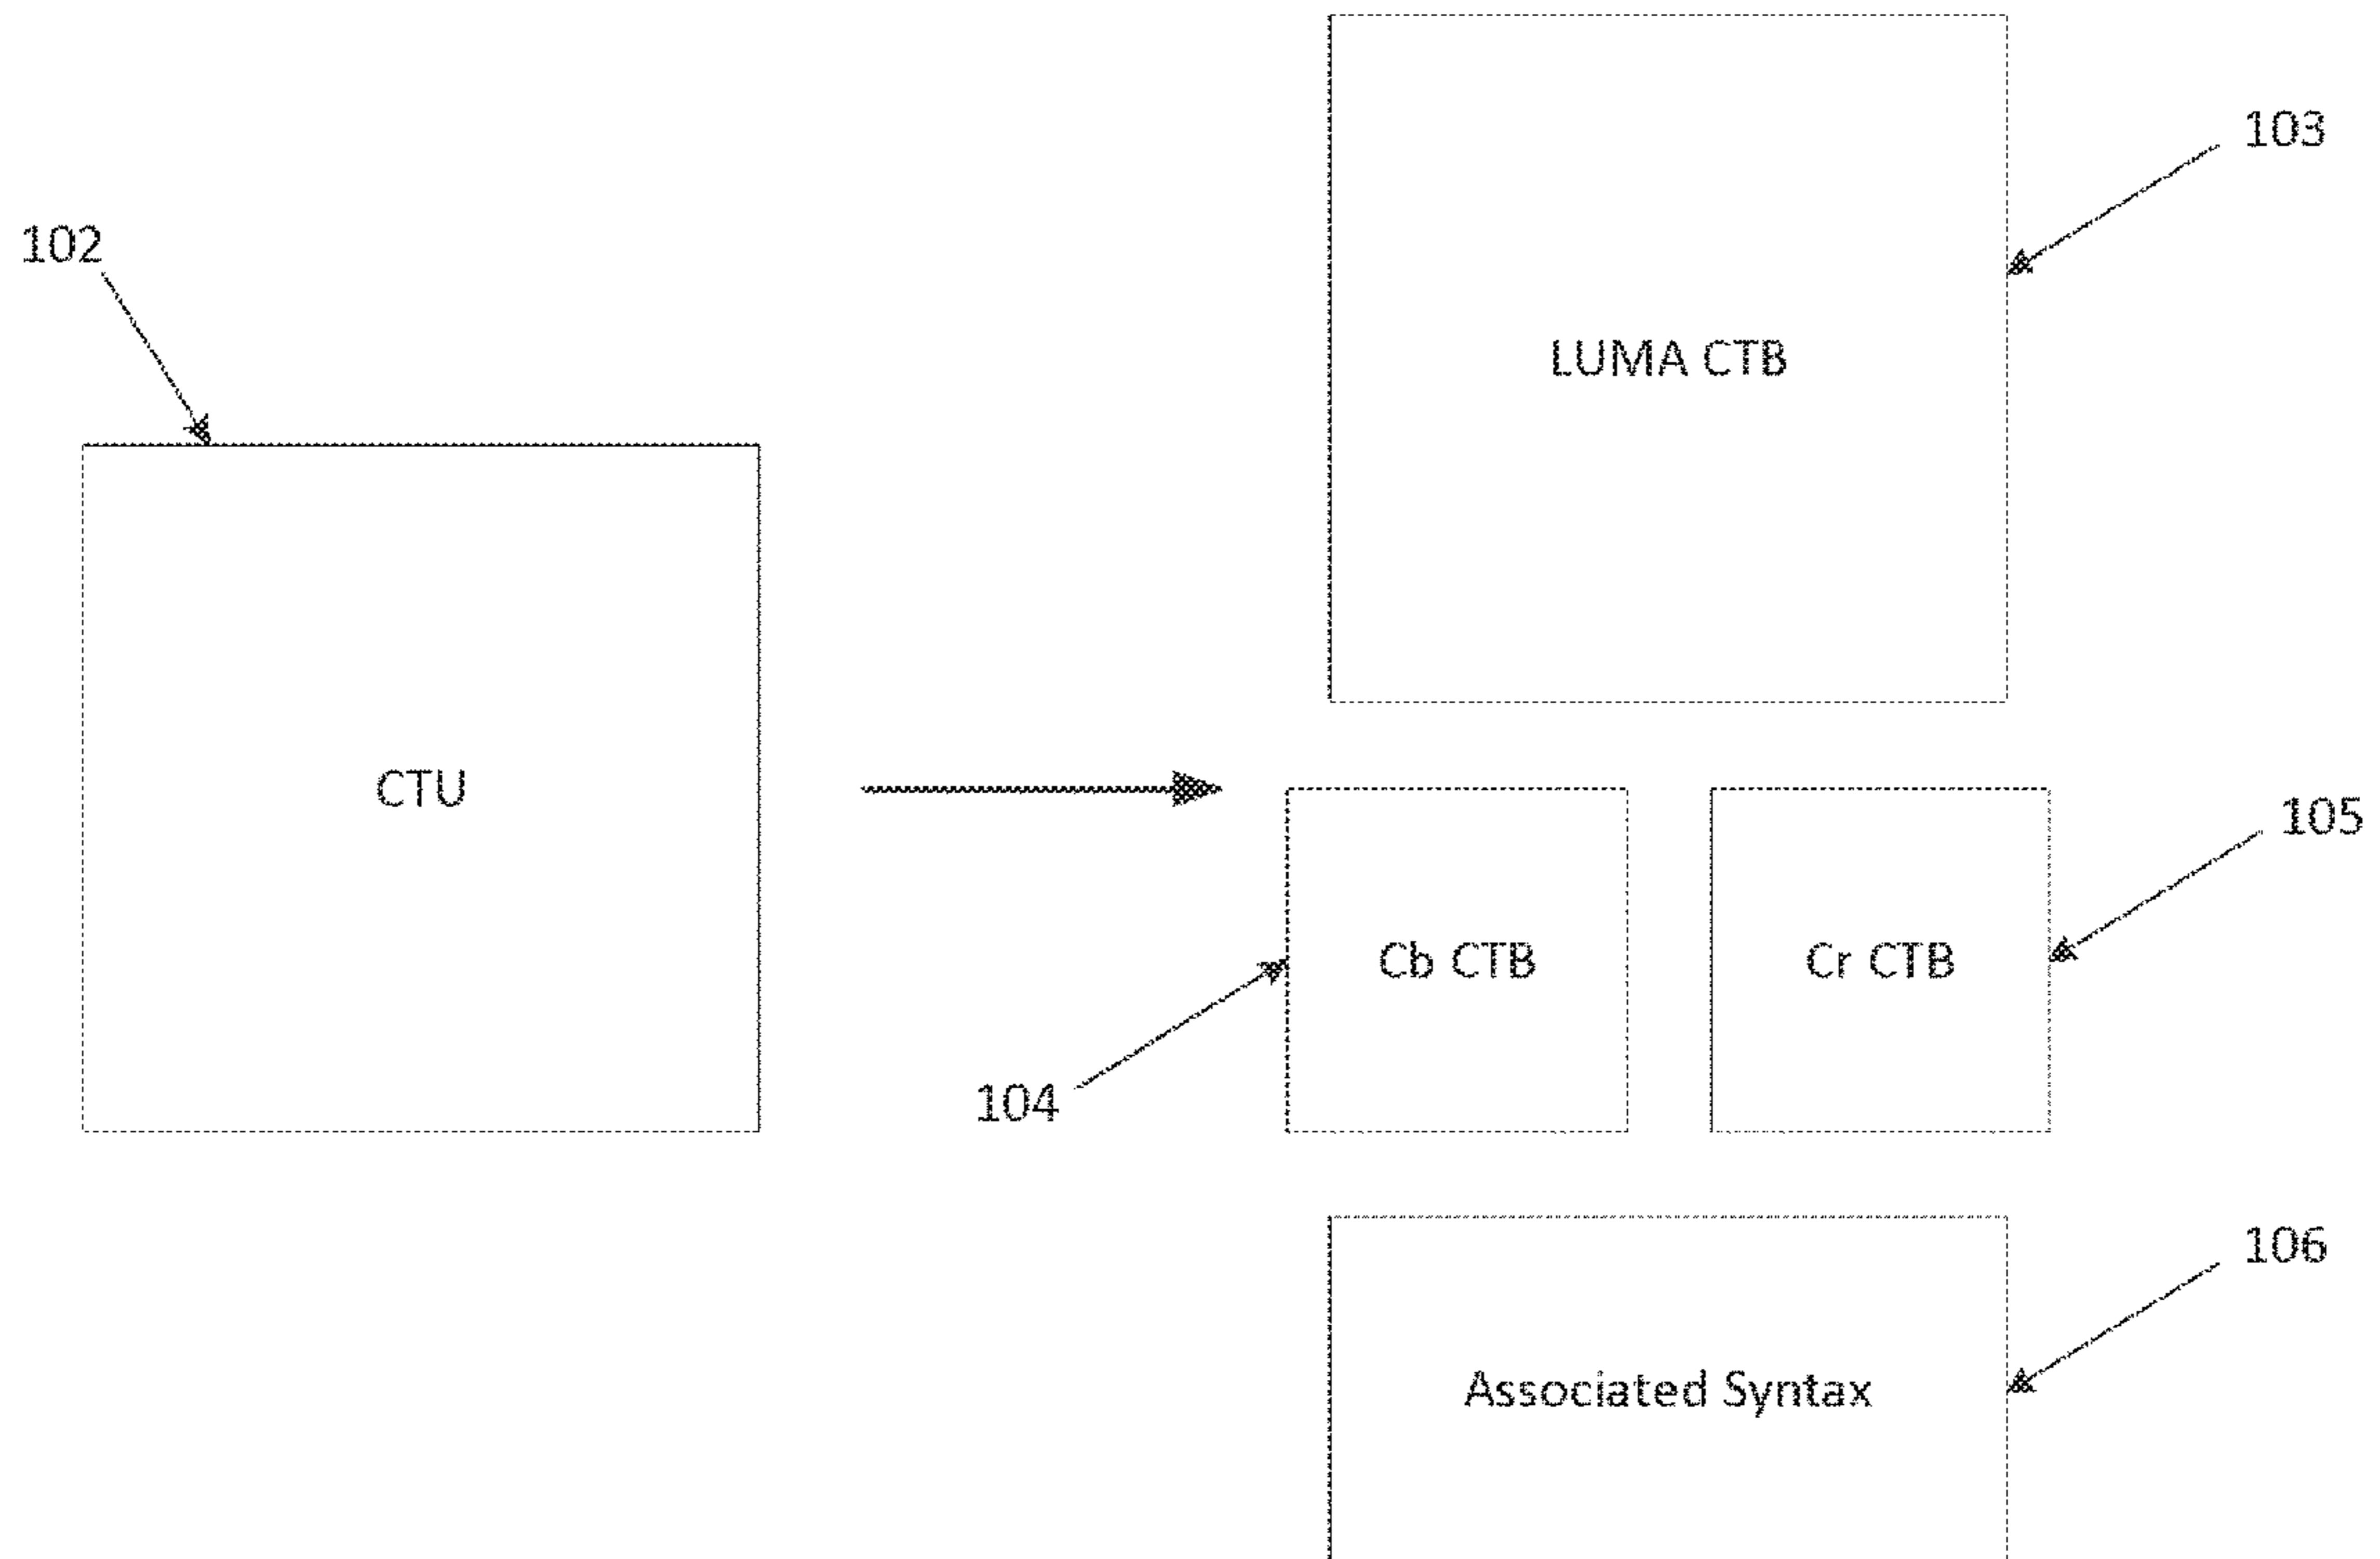 103
102
LUMA CTB
CTU
105
Cb CTB
Cr CTB
104
106
Associated Syntax